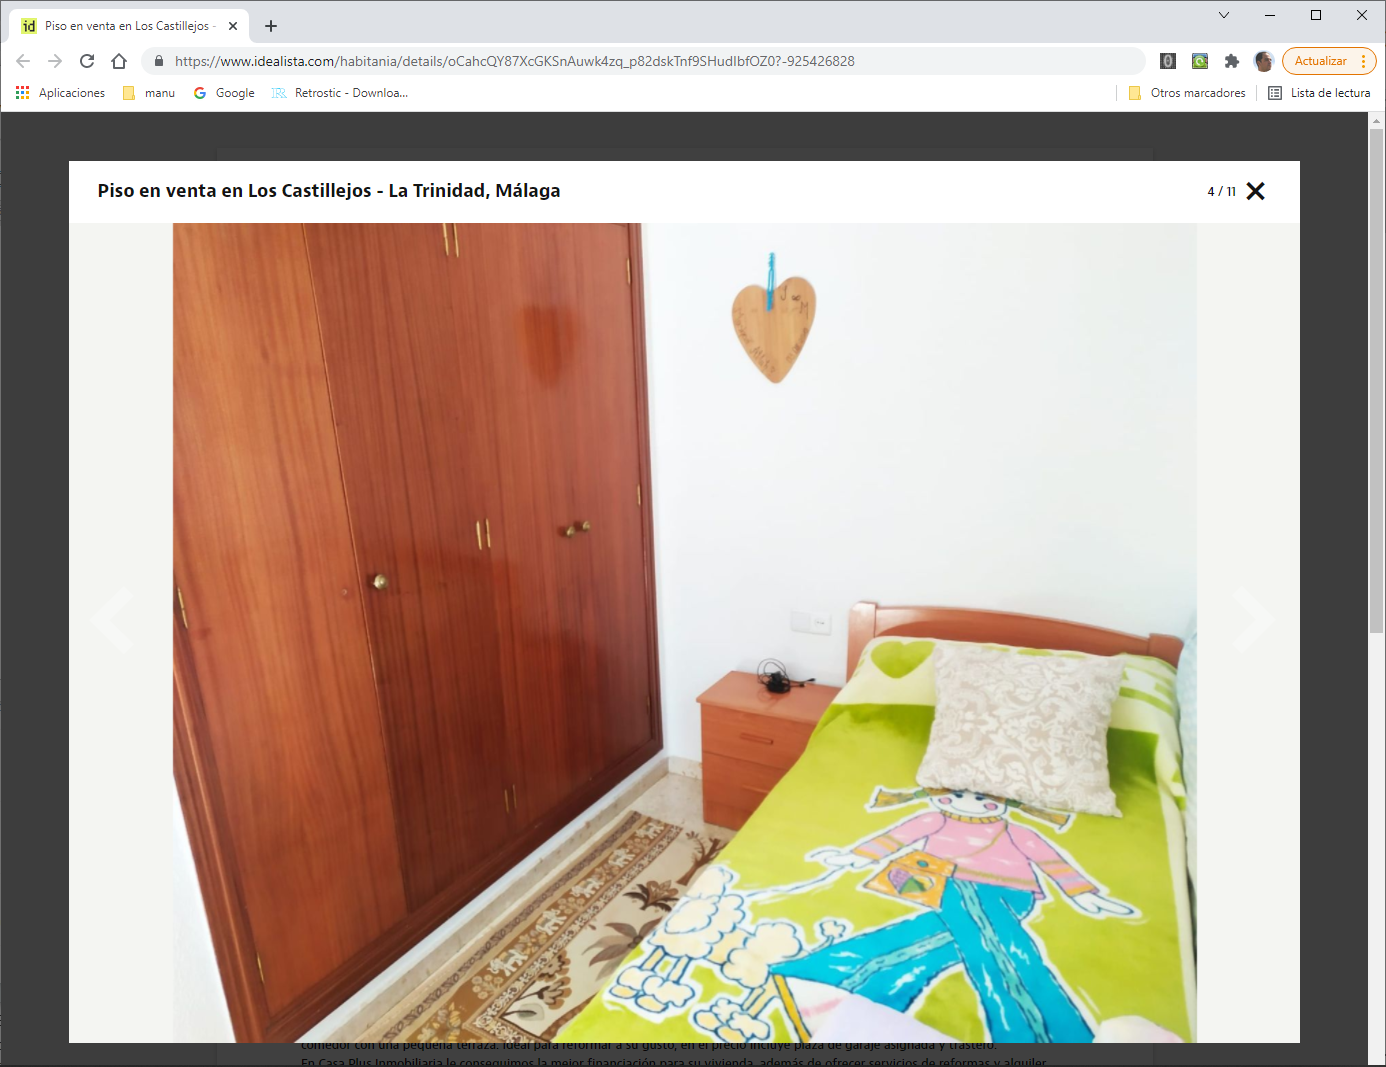 Piso en venta en Los Castillejos -
https://www.idealista.com/habitania/details/oCahcQY87XcGKSnAuwk4zq_p82dskTnf9SHudIbfOZ0?-925426828
Actualizar
Aplicaciones
manu
Google
Retrostic - Downloa...
Otros marcadores
Lista de lectura
Piso en venta en Los Castillejos - La Trinidad, Málaga
4 / 11
comedor con una pequeña terraza. Ideal para reformar a su gusto, en el precio incluye plaza de garaje asignada y trastero.
En Casa Plus Inmobiliaria le conseguimos la mejor financiación para su vivienda, además de ofrecer servicios de reformas y alquiler